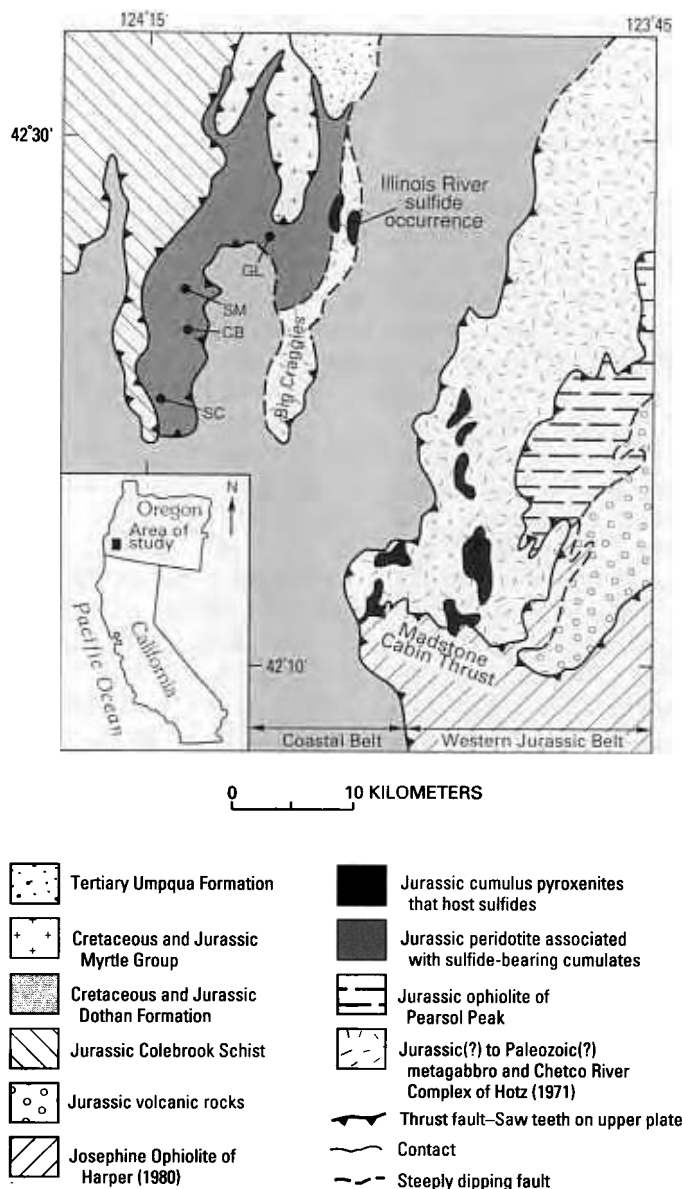 124°15'
123°45
42°30'
Illinois River
sulfide
occurrence
GL
SM
CB
Big Craggies
SC
N
Oregon
Area of
study
Pacific Ocean
California
Madstone
Cabin Thrust
42°10'
Coastal Belt
Western Jurassic Belt
0
10 KILOMETERS
Tertiary Umpqua Formation
Cretaceous and Jurassic
Myrtle Group
Cretaceous and Jurassic
Dothan Formation
Jurassic Colebrook Schist
Jurassic volcanic rocks
Josephine Ophiolite of
Harper (1980)
Jurassic cumulus pyroxenites
that host sulfides
Jurassic peridotite associated
with sulfide-bearing cumulates
Jurassic ophiolite of
Pearsol Peak
Jurassic(?) to Paleozoic(?)
metagabbro and Chetco River
Complex of Hotz (1971)
Thrust fault–Saw teeth on upper plate
Contact
Steeply dipping fault